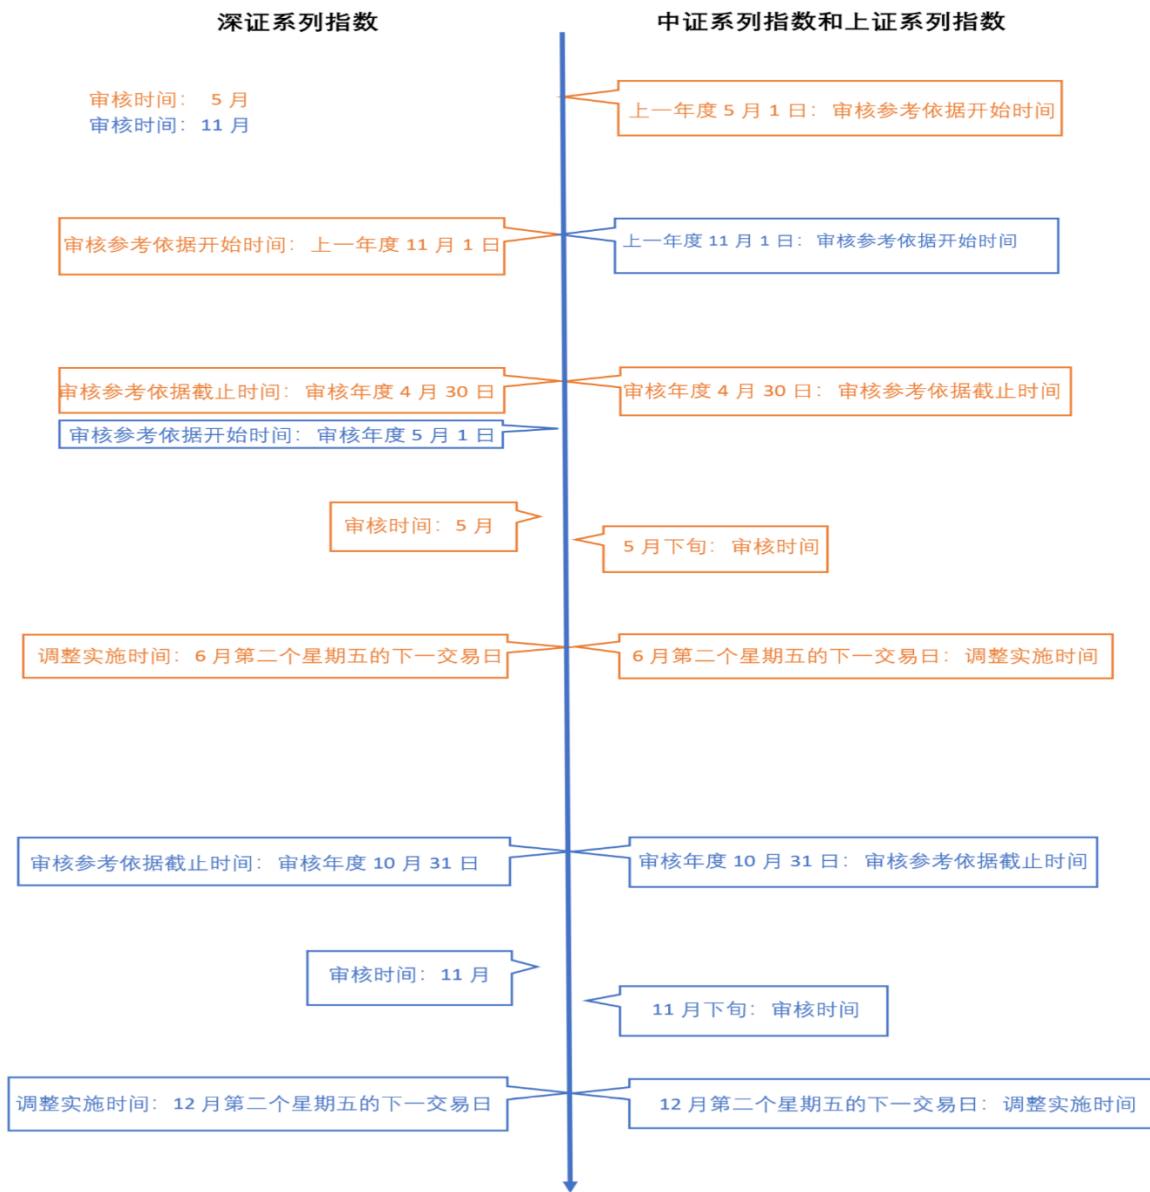 深证系列指数
中证系列指数和上证系列指数
审核时间： 5 月
审核时间：11 月
上一年度 5 月 1 日：审核参考依据开始时间
审核参考依据开始时间：上一年度 11 月 1 日
上一年度 11 月 1 日：审核参考依据开始时间
审核参考依据截止时间：审核年度 4 月 30 日
审核年度 4 月 30 日：审核参考依据截止时间
审核参考依据开始时间：审核年度 5 月 1 日
审核时间：5 月
5 月下旬：审核时间
调整实施时间：6 月第二个星期五的下一交易日
6 月第二个星期五的下一交易日：调整实施时间
审核参考依据截止时间：审核年度 10 月 31 日
审核年度 10 月 31 日：审核参考依据截止时间
审核时间：11 月
11 月下旬：审核时间
调整实施时间：12 月第二个星期五的下一交易日
12 月第二个星期五的下一交易日：调整实施时间